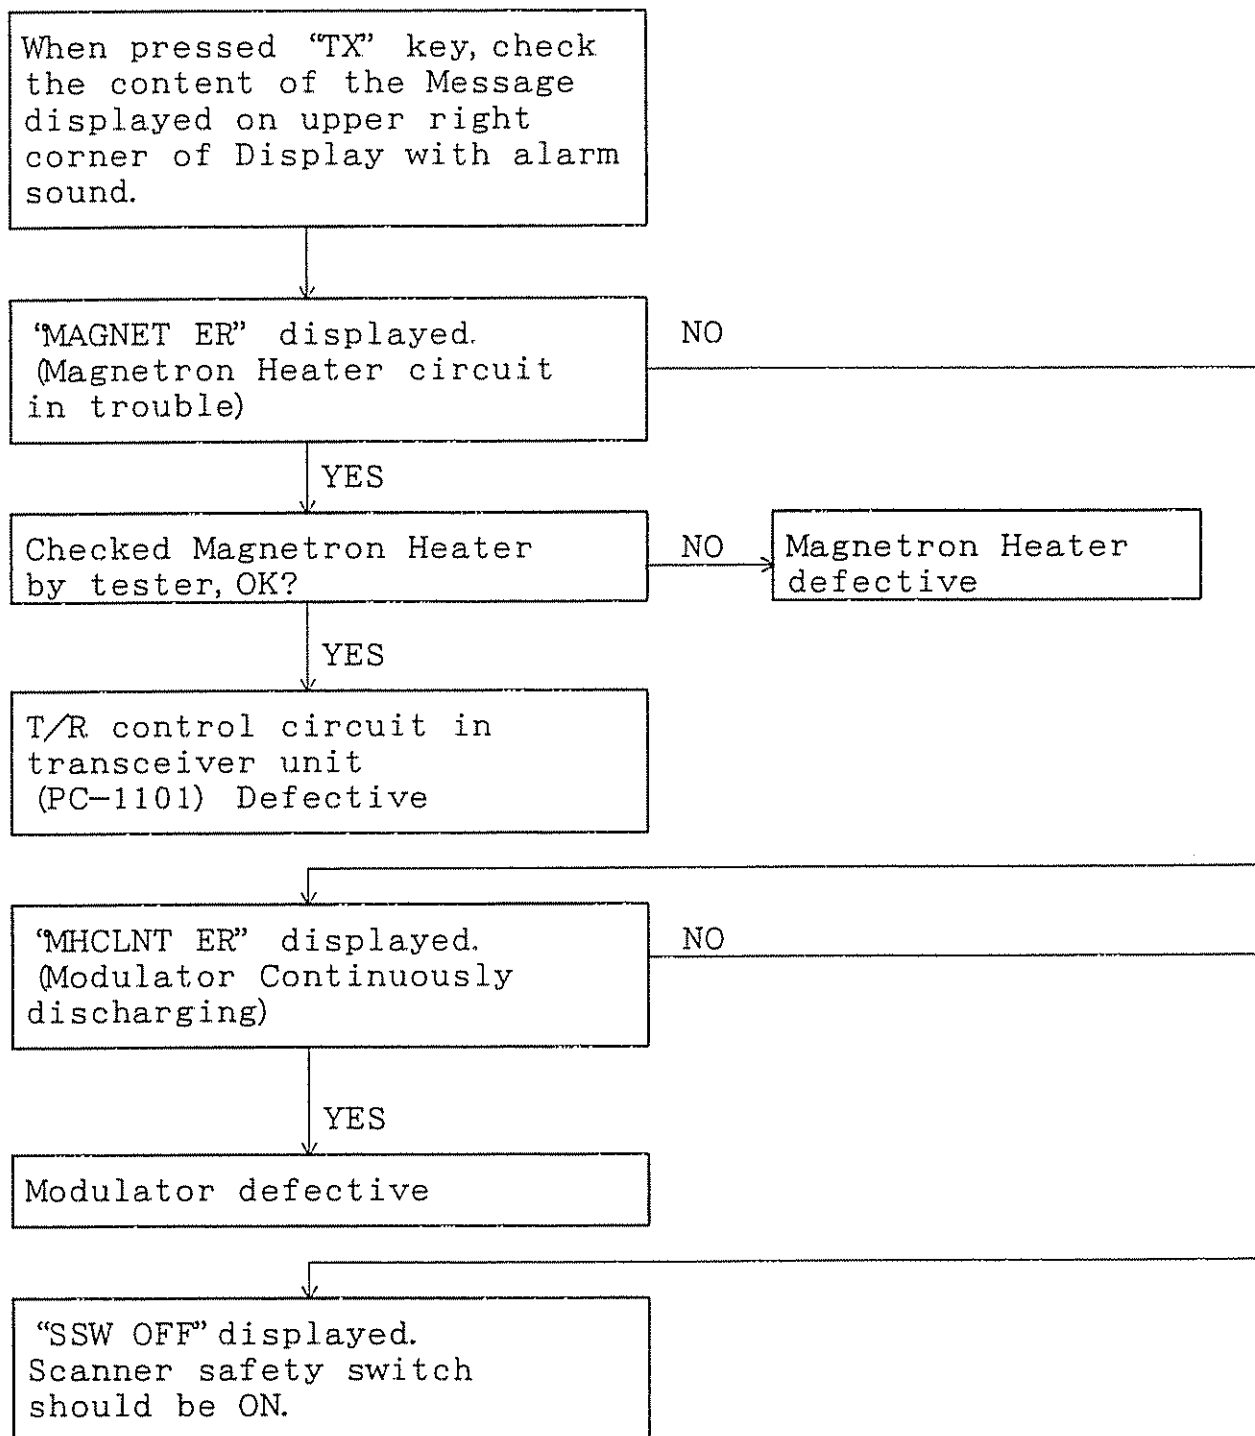 When pressed “TX” key, check
the content of the Message
displayed on upper right
corner of Display with alarm
sound.
“MAGNET ER” displayed.
(Magnetron Heater circuit
in trouble)
NO
YES
Checked Magnetron Heater
by tester, OK?
NO
Magnetron Heater
defective
YES
T/R control circuit in
transceiver unit
(PC-1101) Defective
“MHCLNT ER” displayed.
(Modulator Continuously
discharging)
NO
YES
Modulator defective
“SSW OFF” displayed.
Scanner safety switch
should be ON.